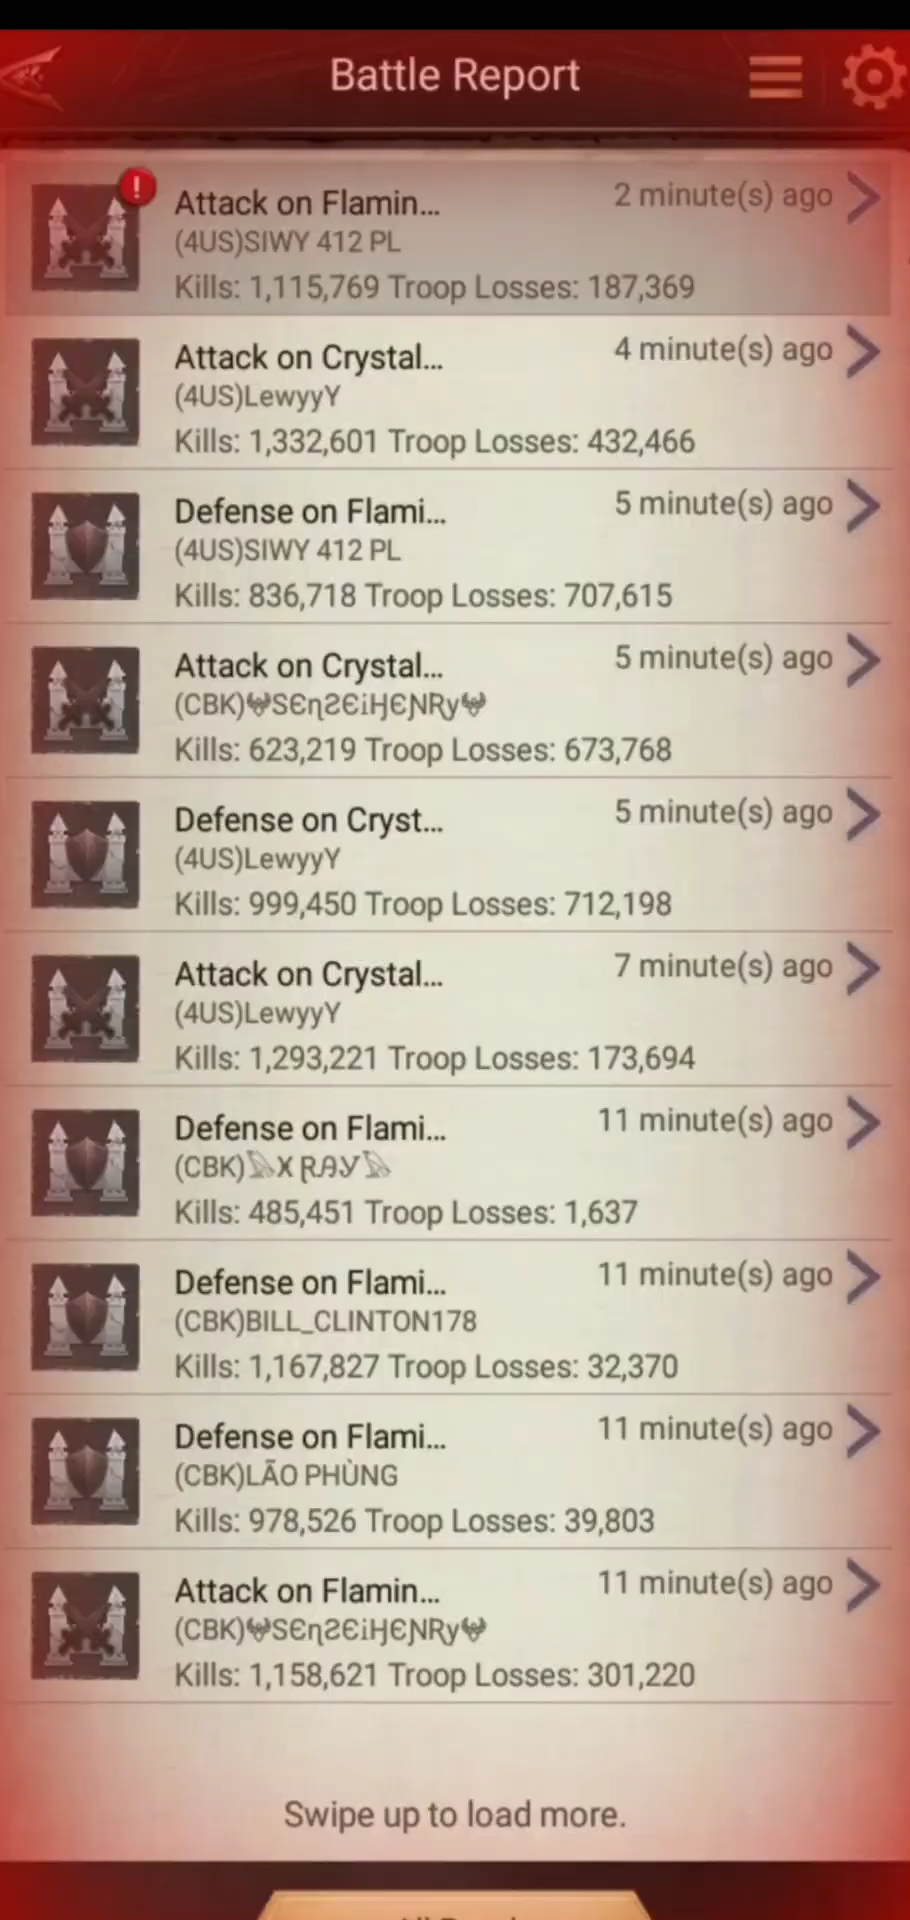 Battle Report
Attack on Flamin...
2 minute(s) ago
(4US)SIWY 412 PL
Kills: 1,115,769 Troop Losses: 187,369
Attack on Crystal...
4 minute(s) ago
(4US)LewyyY
Kills: 1,332,601 Troop Losses: 432,466
Defense on Flami...
5 minute(s) ago
(4US)SIWY 412 PL
Kills: 836,718 Troop Losses: 707,615
Attack on Crystal...
5 minute(s) ago
(CBK)
Kills: 623,219 Troop Losses: 673,768
Defense on Cryst...
5 minute(s) ago
(4US)LewyyY
Kills: 999,450 Troop Losses: 712,198
Attack on Crystal...
7 minute(s) ago
(4US)LewyyY
Kills: 1,293,221 Troop Losses: 173,694
Defense on Flami...
11 minute(s) ago
(CBK)
Kills: 485,451 Troop Losses: 1,637
Defense on Flami...
11 minute(s) ago
(CBK)BILL_CLINTON178
Kills: 1,167,827 Troop Losses: 32,370
Defense on Flami...
11 minute(s) ago
(CBK)LÃO PHÙNG
Kills: 978,526 Troop Losses: 39,803
Attack on Flamin...
11 minute(s) ago
(CBK)
Kills: 1,158,621 Troop Losses: 301,220
Swipe up to load more.